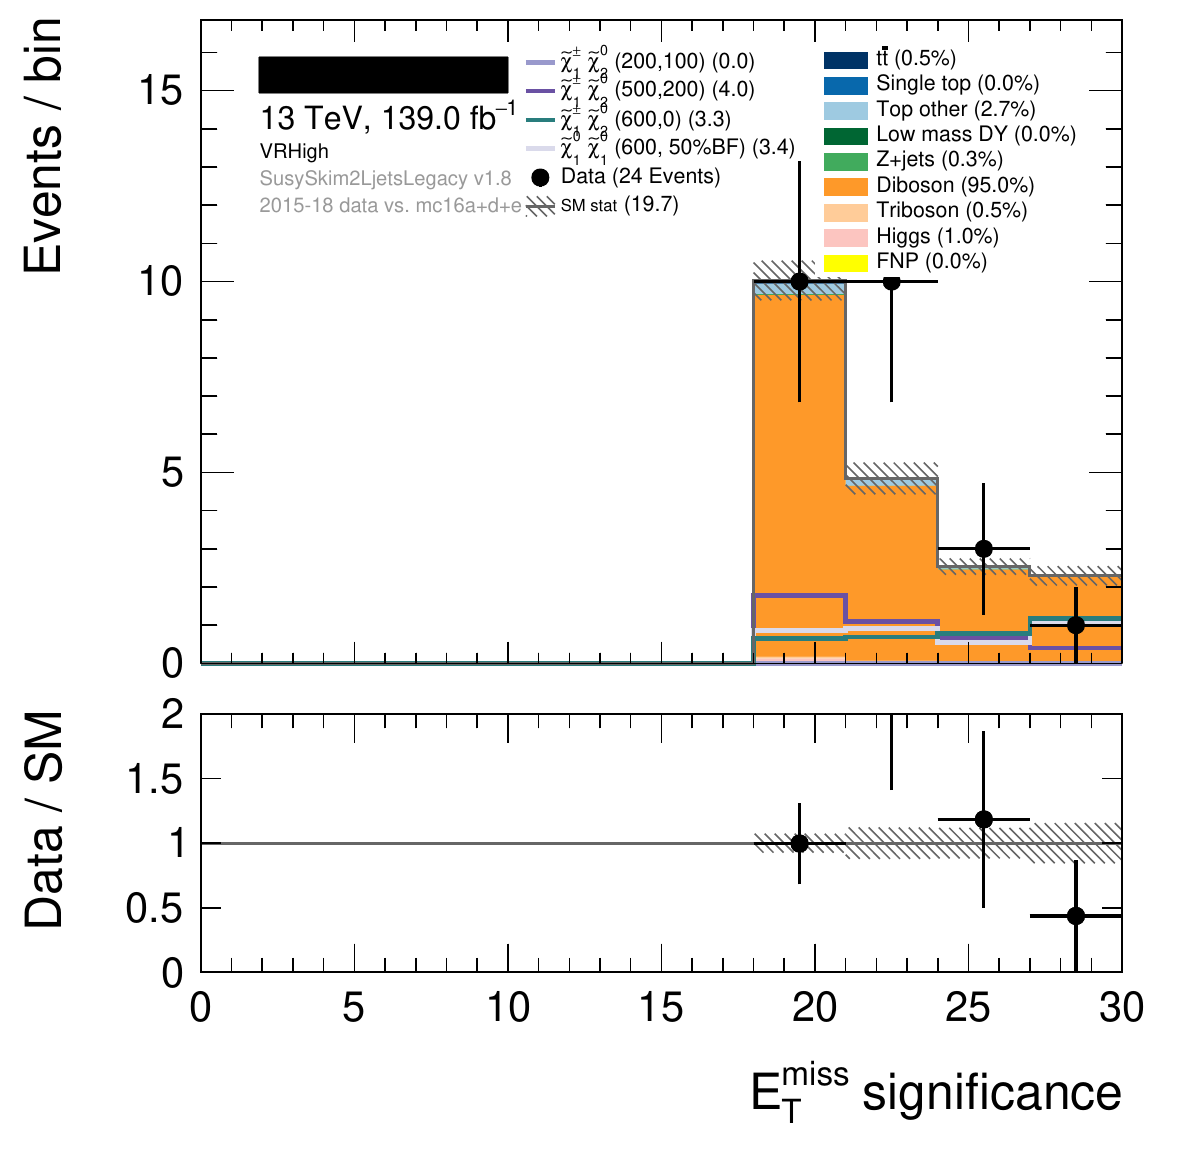 Events / bin
15
10
5
0
13 TeV, 139.0 fb⁻¹
VRHigh
SusySkim2LjetsLegacy v1.8
2015-18 data vs. mc16a+d+e
χ̃₁± χ̃₂⁰ (200,100) (0.0)
χ̃₁± χ̃₂⁰ (500,200) (4.0)
χ̃₁± χ̃₂⁰ (600,0) (3.3)
χ̃₁⁰ χ̃₁⁰ (600, 50%BF) (3.4)
Data (24 Events)
SM stat (19.7)
tt̄ (0.5%)
Single top (0.0%)
Top other (2.7%)
Low mass DY (0.0%)
Z+jets (0.3%)
Diboson (95.0%)
Triboson (0.5%)
Higgs (1.0%)
FNP (0.0%)
Data / SM
2
1.5
1
0.5
0
0 5 10 15 20 25 30
E_T^miss significance